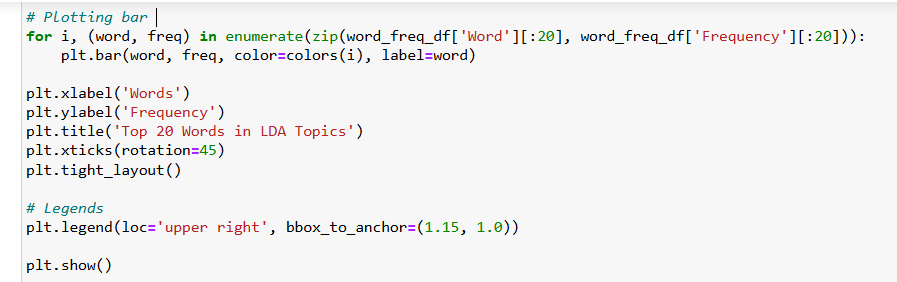 # Plotting bar
for i, (word, freq) in enumerate(zip(word_freq_df['Word'][:20], word_freq_df['Frequency'][:20])):
    plt.bar(word, freq, color=colors(i), label=word)

plt.xlabel('Words')
plt.ylabel('Frequency')
plt.title('Top 20 Words in LDA Topics')
plt.xticks(rotation=45)
plt.tight_layout()

# Legends
plt.legend(loc='upper right', bbox_to_anchor=(1.15, 1.0))

plt.show()